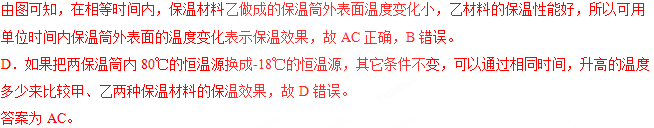 由图可知，在相等时间内，保温材料乙做成的保温筒外表面温度变化小，乙材料的保温性能好，所以可用
单位时间内保温筒外表面的温度变化表示保温效果，故 AC 正确，B 错误。
D．如果把两保温筒内 80℃的恒温源换成-18℃的恒温源，其它条件不变，可以通过相同时间，升高的温度
多少来比较甲、乙两种保温材料的保温效果，故 D 错误。
答案为 AC。